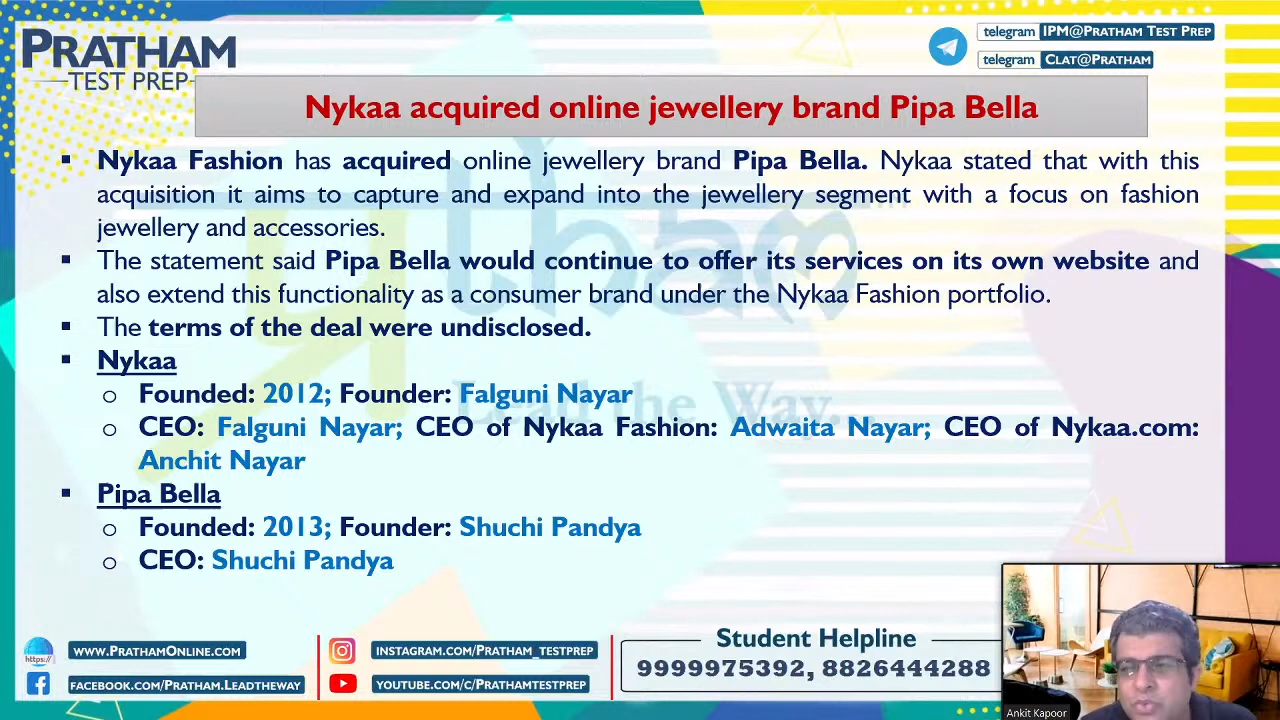 PRATHAM
TEST PREP
telegram IPM@PRATHAM TEST PREP
telegram CLAT@PRATHAM
Nykaa acquired online jewellery brand Pipa Bella
▪ Nykaa Fashion has acquired online jewellery brand Pipa Bella. Nykaa stated that with this
acquisition it aims to capture and expand into the jewellery segment with a focus on fashion
jewellery and accessories.
▪ The statement said Pipa Bella would continue to offer its services on its own website and
also extend this functionality as a consumer brand under the Nykaa Fashion portfolio.
▪ The terms of the deal were undisclosed.
▪ Nykaa
o Founded: 2012; Founder: Falguni Nayar
o CEO: Falguni Nayar; CEO of Nykaa Fashion: Adwaita Nayar; CEO of Nykaa.com:
Anchit Nayar
▪ Pipa Bella
o Founded: 2013; Founder: Shuchi Pandya
o CEO: Shuchi Pandya
प्रtham
Lead the Way...
https://
WWW.PRATHAMONLINE.COM
FACEBOOK.COM/PRATHAM.LEADTHEWAY
INSTAGRAM.COM/PRATHAM_TESTPREP
YOUTUBE.COM/C/PRATHAMTESTPREP
Student Helpline
9999975392, 8826444288
Ankit Kapoor